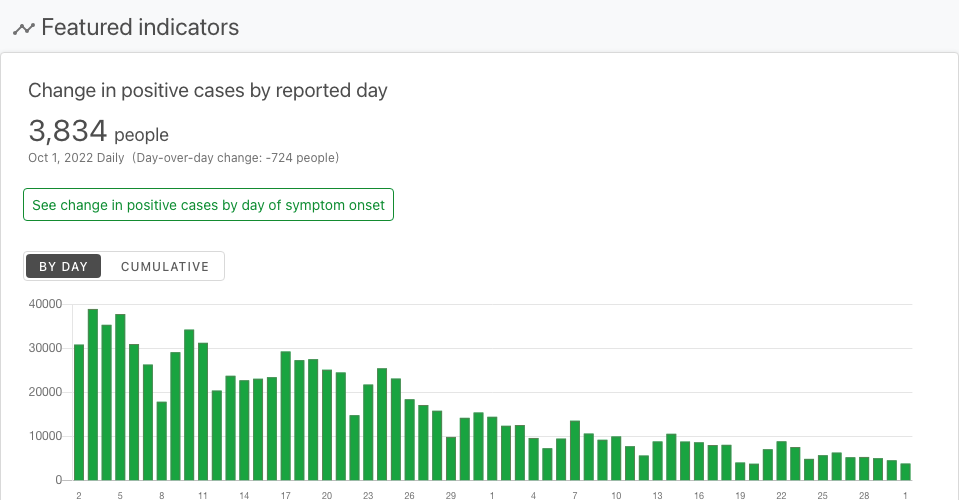 Featured indicators
Change in positive cases by reported day
3,834 people
Oct 1, 2022 Daily (Day-over-day change: -724 people)
See change in positive cases by day of symptom onset
BY DAY CUMULATIVE
40000
30000
20000
10000
0
2 5 8 11 14 17 20 23 26 29 1 4 7 10 13 16 19 22 25 28 1